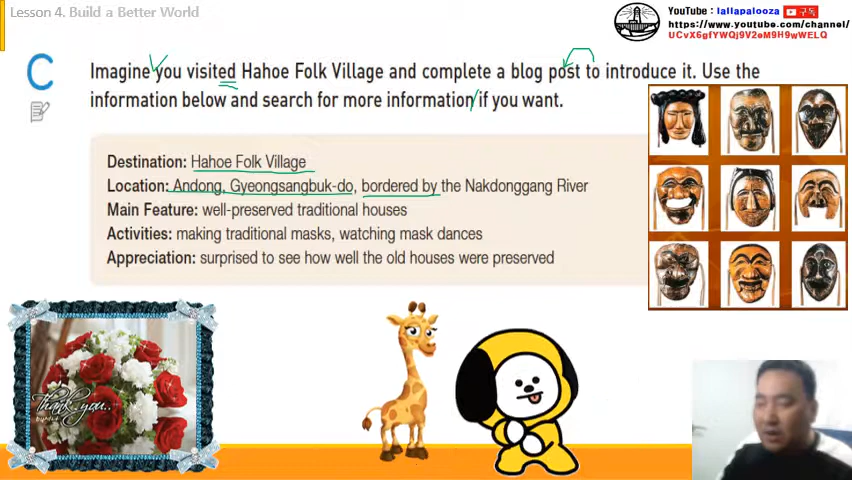 Lesson 4. Build a Better World
YouTube : lallapalooza 구독
https://www.youtube.com/channel/
UCvX6gfYWQj9V2eM9H9wWELQ
C
Imagine you visited Hahoe Folk Village and complete a blog post to introduce it. Use the
information below and search for more information if you want.
Destination: Hahoe Folk Village
Location: Andong, Gyeongsangbuk-do, bordered by the Nakdonggang River
Main Feature: well-preserved traditional houses
Activities: making traditional masks, watching mask dances
Appreciation: surprised to see how well the old houses were preserved
Thank you..